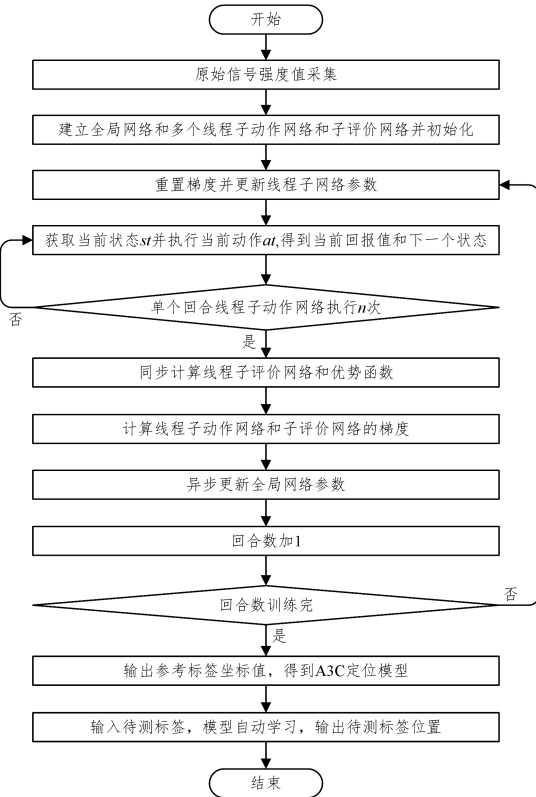 开始
原始信号强度值采集
建立全局网络和多个线程子动作网络和子评价网络并初始化
重置梯度并更新线程子网络参数
获取当前状态st并执行当前动作at,得到当前回报值和下一个状态
单个回合线程子动作网络执行n次
否
是
同步计算线程子评价网络和优势函数
计算线程子动作网络和子评价网络的梯度
异步更新全局网络参数
回合数加1
回合数训练完
否
是
输出参考标签坐标值，得到A3C定位模型
输入待测标签，模型自动学习，输出待测标签位置
结束